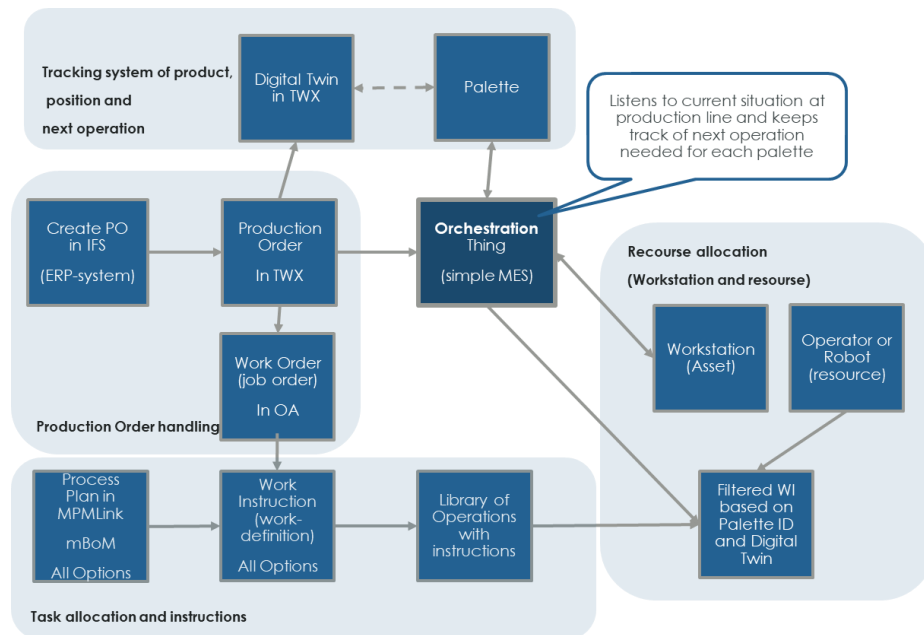 Tracking system of product,
position and
next operation
Digital Twin
in TWX
Palette
Listens to current situation at
production line and keeps
track of next operation
needed for each palette
Create PO
in IFS
(ERP-system)
Production
Order
In TWX
Orchestration
Thing
(simple MES)
Recourse allocation
(Workstation and resourse)
Workstation
(Asset)
Operator or
Robot
(resource)
Work Order
(job order)
In OA
Production Order handling
Process
Plan in
MPMLink
mBoM
All Options
Work
Instruction
(work-
definition)
All Options
Library of
Operations
with
instructions
Filtered WI
based on
Palette ID
and Digital
Twin
Task allocation and instructions